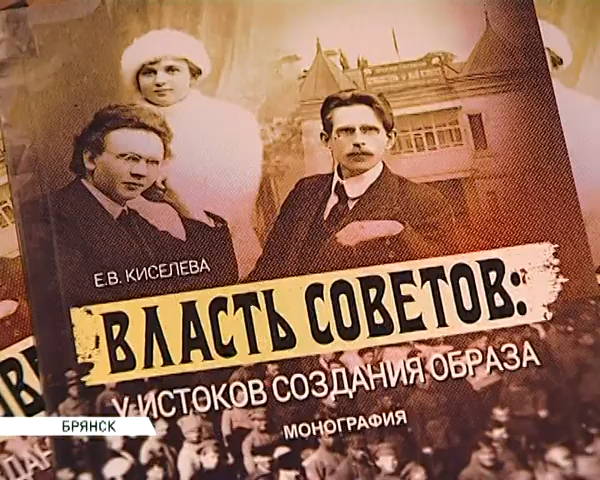 Е.В. КИСЕЛЕВА
ВЛАСТЬ СОВЕТОВ:
У ИСТОКОВ СОЗДАНИЯ ОБРАЗА
МОНОГРАФИЯ
БРЯНСК